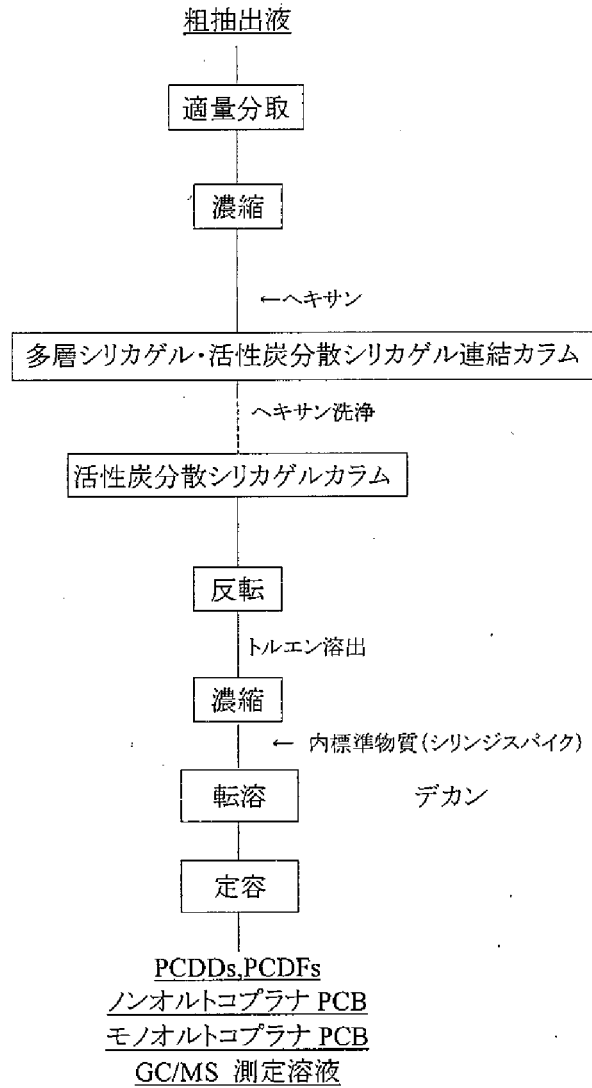 粗抽出液
適量分取
濃縮
←ヘキサン
多層シリカゲル・活性炭分散シリカゲル連結カラム
ヘキサン洗浄
活性炭分散シリカゲルカラム
反転
トルエン溶出
濃縮
← 内標準物質(シリンジスパイク)
転溶 デカン
定容
PCDDs,PCDFs
ノンオルトコプラナ PCB
モノオルトコプラナ PCB
GC/MS 測定溶液